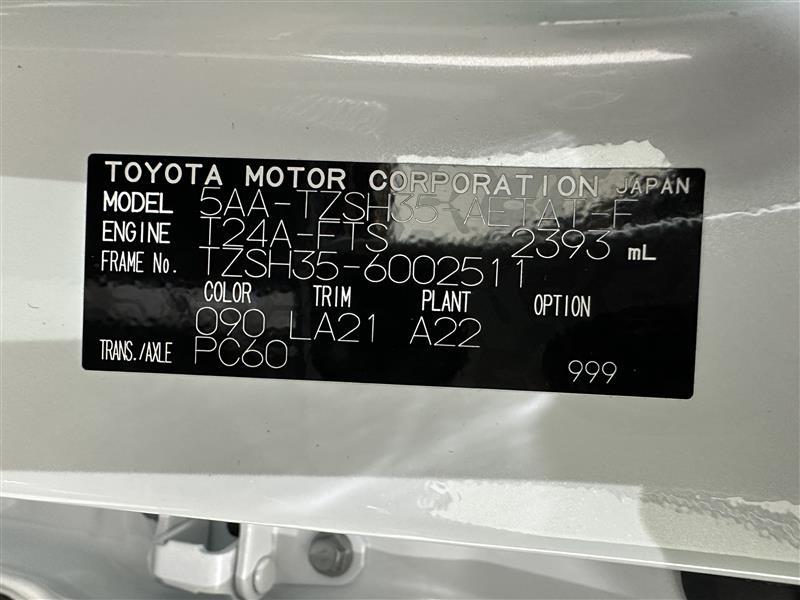 TOYOTA MOTOR CORPORATION JAPAN
MODEL 5AA-TZSH35-AETAT-F
ENGINE T24A-FTS 2393 mL
FRAME No. TZSH35-6002511
COLOR TRIM PLANT OPTION
090 LA21 A22
TRANS./AXLE PC60 999